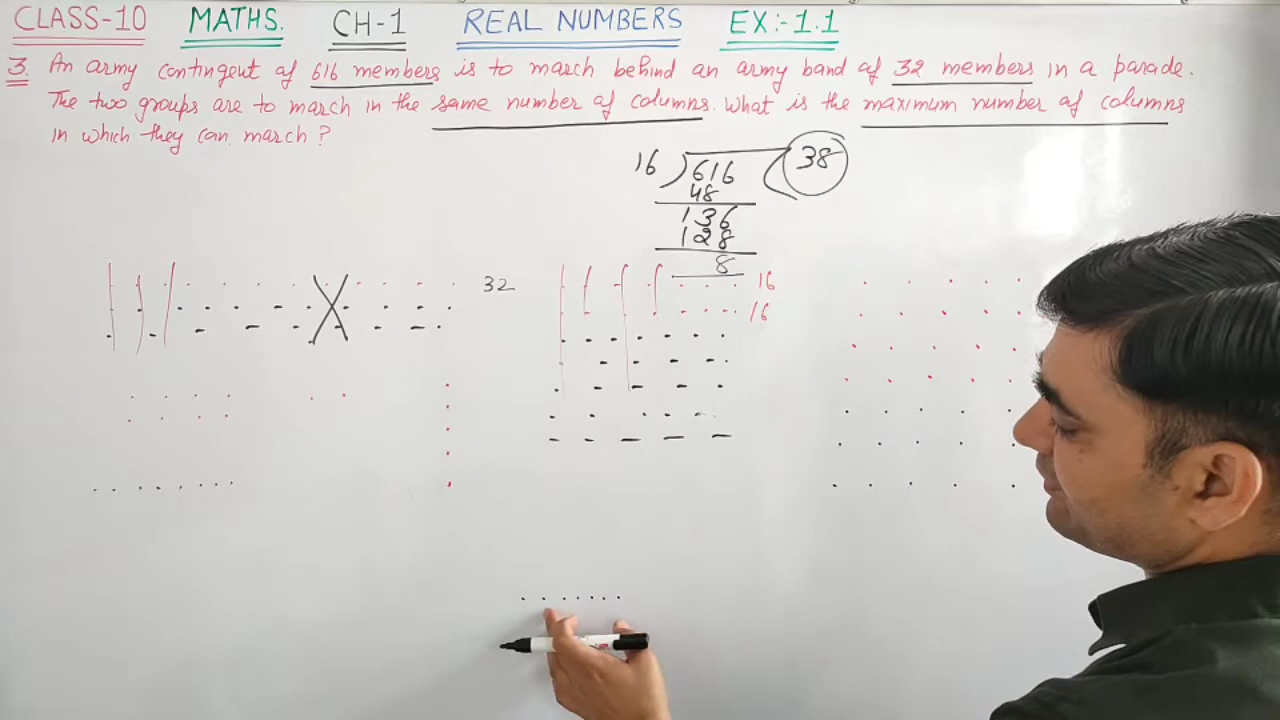 CLASS-10 MATHS. CH-1 REAL NUMBERS EX:-1.1
3. An army contingent of 616 members is to march behind an army band of 32 members in a parade.
The two groups are to march in the same number of columns. What is the maximum number of columns
in which they can march?
16 ) 616 ( 38
48
136
128
8
32
16
16